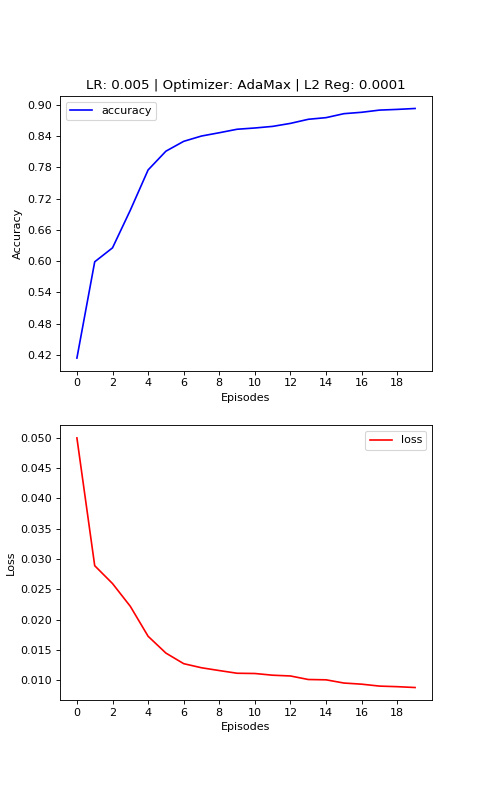 LR: 0.005 | Optimizer: AdaMax | L2 Reg: 0.0001
accuracy
0.90
0.84
0.78
0.72
0.66
0.60
0.54
0.48
0.42
Accuracy
0 2 4 6 8 10 12 14 16 18
Episodes
loss
0.050
0.045
0.040
0.035
0.030
0.025
0.020
0.015
0.010
Loss
0 2 4 6 8 10 12 14 16 18
Episodes